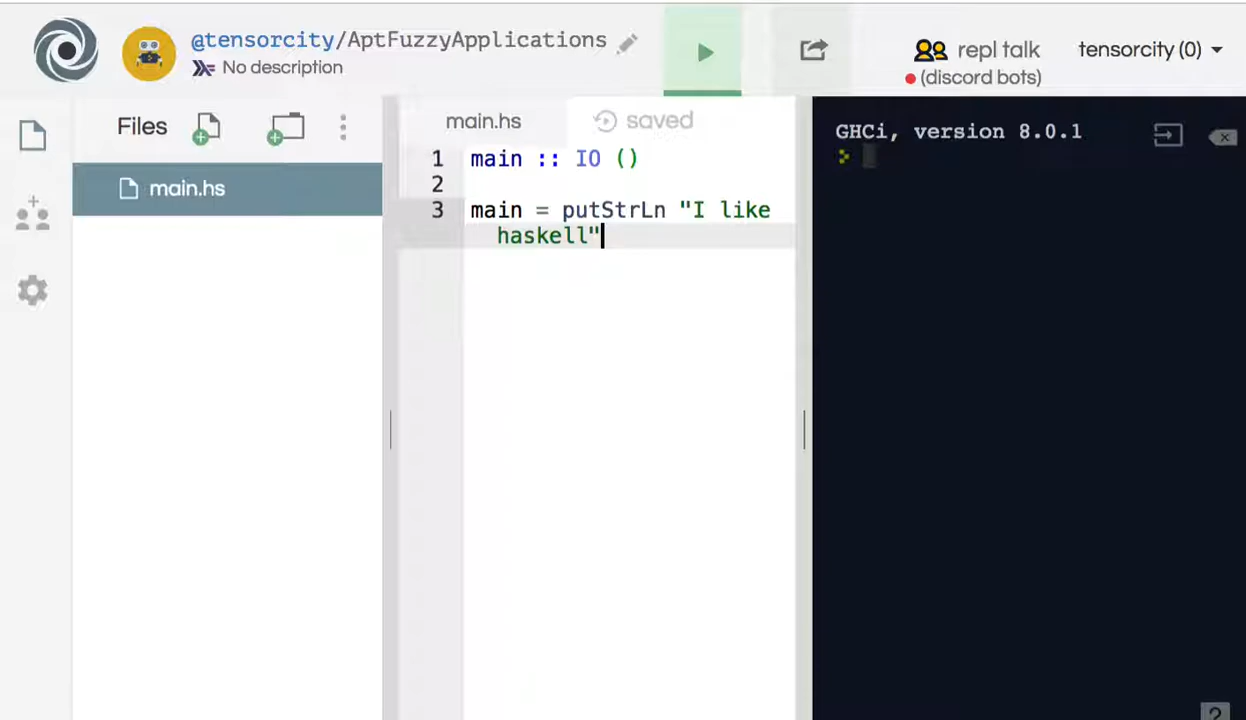 @tensorcity/AptFuzzyApplications
No description
repl talk
(discord bots)
tensorcity (0)
Files
main.hs
main.hs
saved
1 main :: IO ()
2
3 main = putStrLn "I like
haskell"
GHCi, version 8.0.1
?